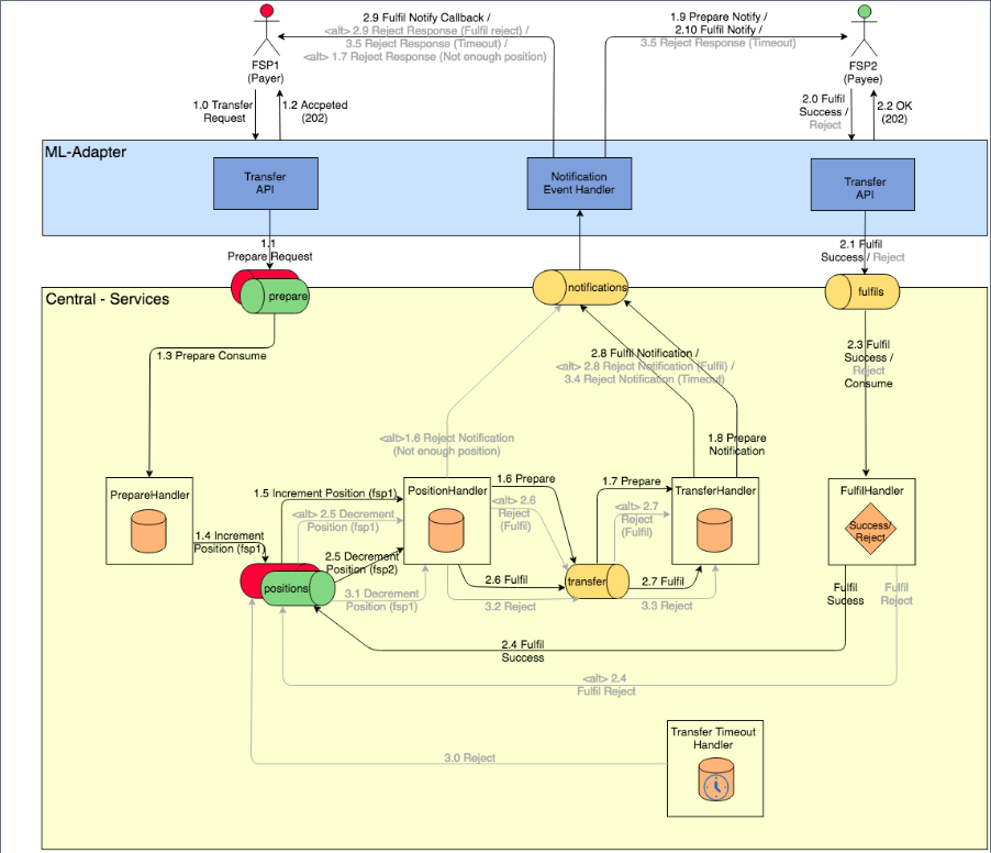 2.9 Fulfil Notify Callback /
<alt> 2.9 Reject Response (Fulfil reject) /
3.5 Reject Response (Timeout) /
<alt> 1.7 Reject Response (Not enough position)
1.9 Prepare Notify /
2.10 Fulfil Notify /
3.5 Reject Response (Timeout)
FSP1
(Payer)
FSP2
(Payee)
1.0 Transfer
Request
1.2 Accpeted
(202)
2.0 Fulfil
Success /
Reject
2.2 OK
(202)
ML-Adapter
Transfer
API
Notification
Event Handler
Transfer
API
1.1
Prepare Request
2.1 Fulfil
Success / Reject
Central - Services
prepare
notifications
fulfils
1.3 Prepare Consume
2.8 Fulfil Notification /
<alt> 2.8 Reject Notification (Fulfil) /
3.4 Reject Notification (Timeout)
2.3 Fulfil
Success /
Reject
Consume
<alt>1.6 Reject Notification
(Not enough position)
1.8 Prepare
Notification
PrepareHandler
1.5 Increment Position (fsp1)
<alt> 2.5 Decrement
Position (fsp1)
PositionHandler
1.6 Prepare
<alt> 2.6
Reject
(Fulfil)
1.7 Prepare
<alt> 2.7
Reject
(Fulfil)
TransferHandler
FulfilHandler
Success/
Reject
1.4 Increment
Position (fsp1)
2.5 Decrement
Position (fsp2)
positions
3.1 Decrement
Position (fsp1)
2.6 Fulfil
3.2 Reject
transfer
2.7 Fulfil
3.3 Reject
Fulfil
Sucess
Fulfil
Reject
2.4 Fulfil
Success
<alt> 2.4
Fulfil Reject
3.0 Reject
Transfer Timeout
Handler